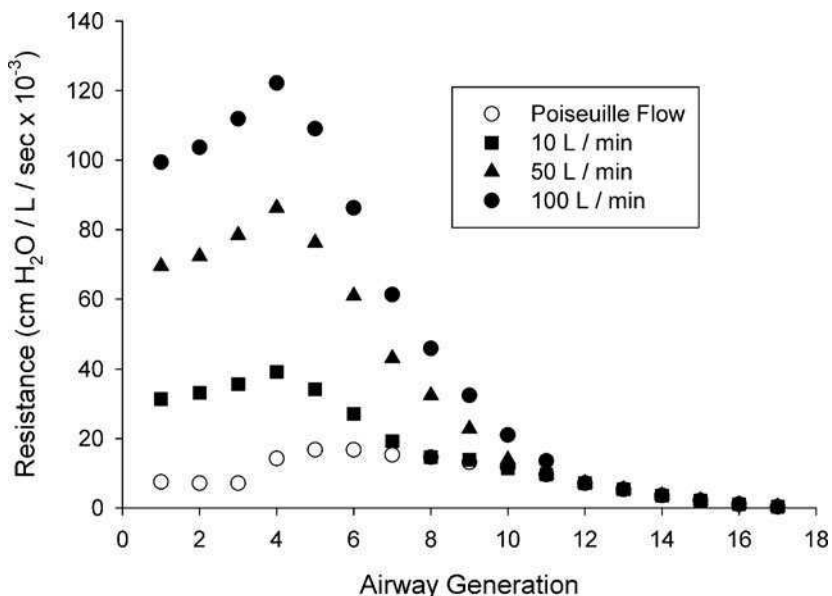 140
120
100
80
60
40
20
0
Resistance (cm H₂O / L / sec x 10⁻³)
Poiseuille Flow
10 L / min
50 L / min
100 L / min
0 2 4 6 8 10 12 14 16 18
Airway Generation